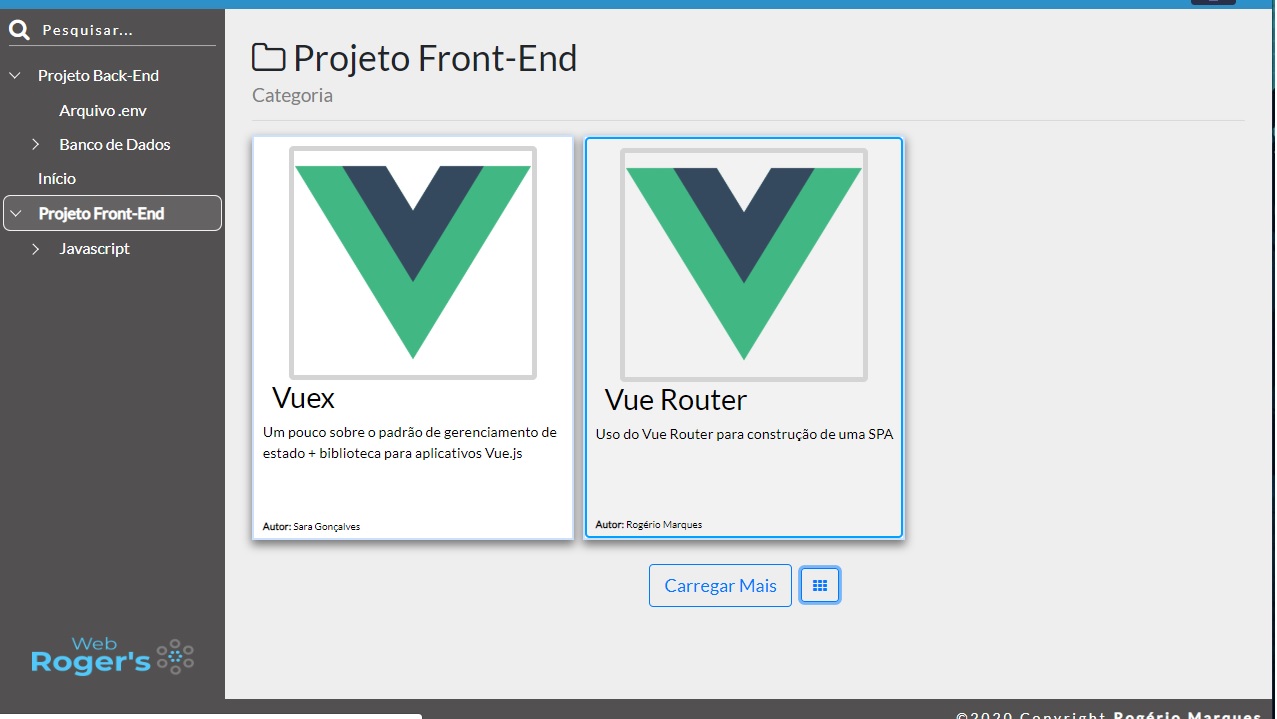 Pesquisar...
Projeto Back-End
Arquivo .env
Banco de Dados
Início
Projeto Front-End
Javascript
Web
Roger's
Projeto Front-End
Categoria
Vuex
Um pouco sobre o padrão de gerenciamento de
estado + biblioteca para aplicativos Vue.js
Autor: Sara Gonçalves
Vue Router
Uso do Vue Router para construção de uma SPA
Autor: Rogério Marques
Carregar Mais
©2020 Copyright Rogério Marques